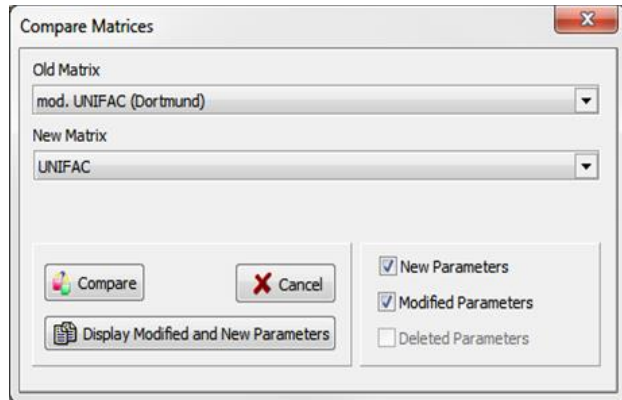 Compare Matrices
Old Matrix
mod. UNIFAC (Dortmund)
New Matrix
UNIFAC
Compare
Cancel
Display Modified and New Parameters
New Parameters
Modified Parameters
Deleted Parameters